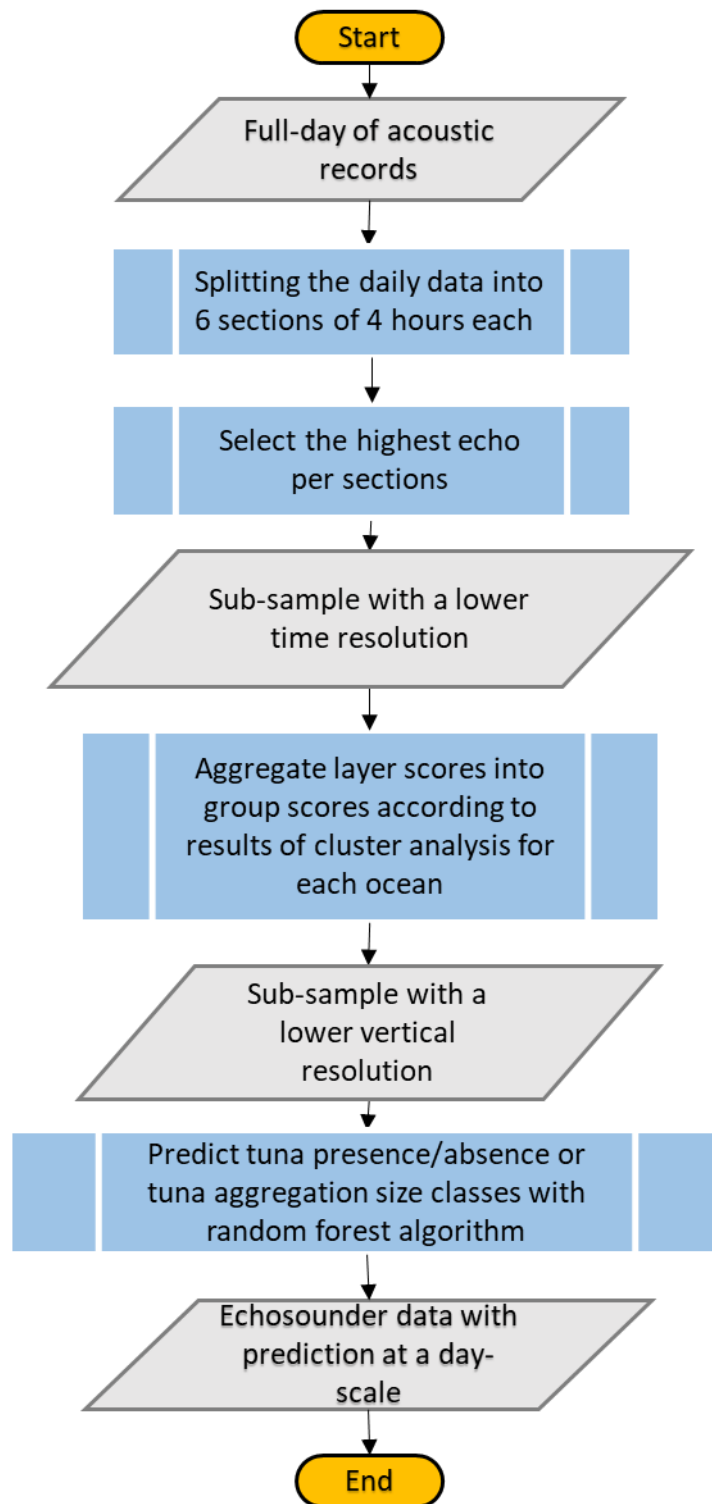 Start
Full-day of acoustic
records
Splitting the daily data into
6 sections of 4 hours each
Select the highest echo
per sections
Sub-sample with a lower
time resolution
Aggregate layer scores into
group scores according to
results of cluster analysis for
each ocean
Sub-sample with a
lower vertical
resolution
Predict tuna presence/absence or
tuna aggregation size classes with
random forest algorithm
Echosounder data with
prediction at a day-
scale
End